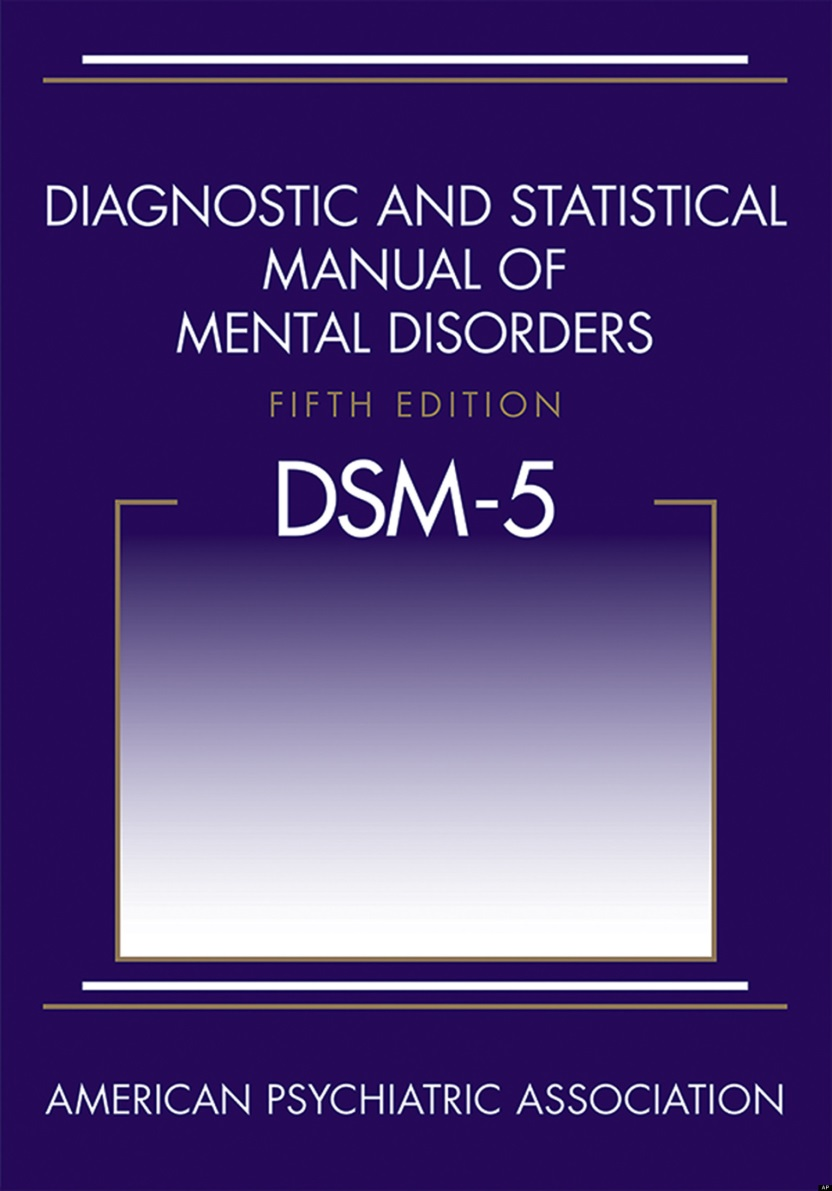 DIAGNOSTIC AND STATISTICAL
MANUAL OF
MENTAL DISORDERS
FIFTH EDITION
DSM-5
AMERICAN PSYCHIATRIC ASSOCIATION
AP